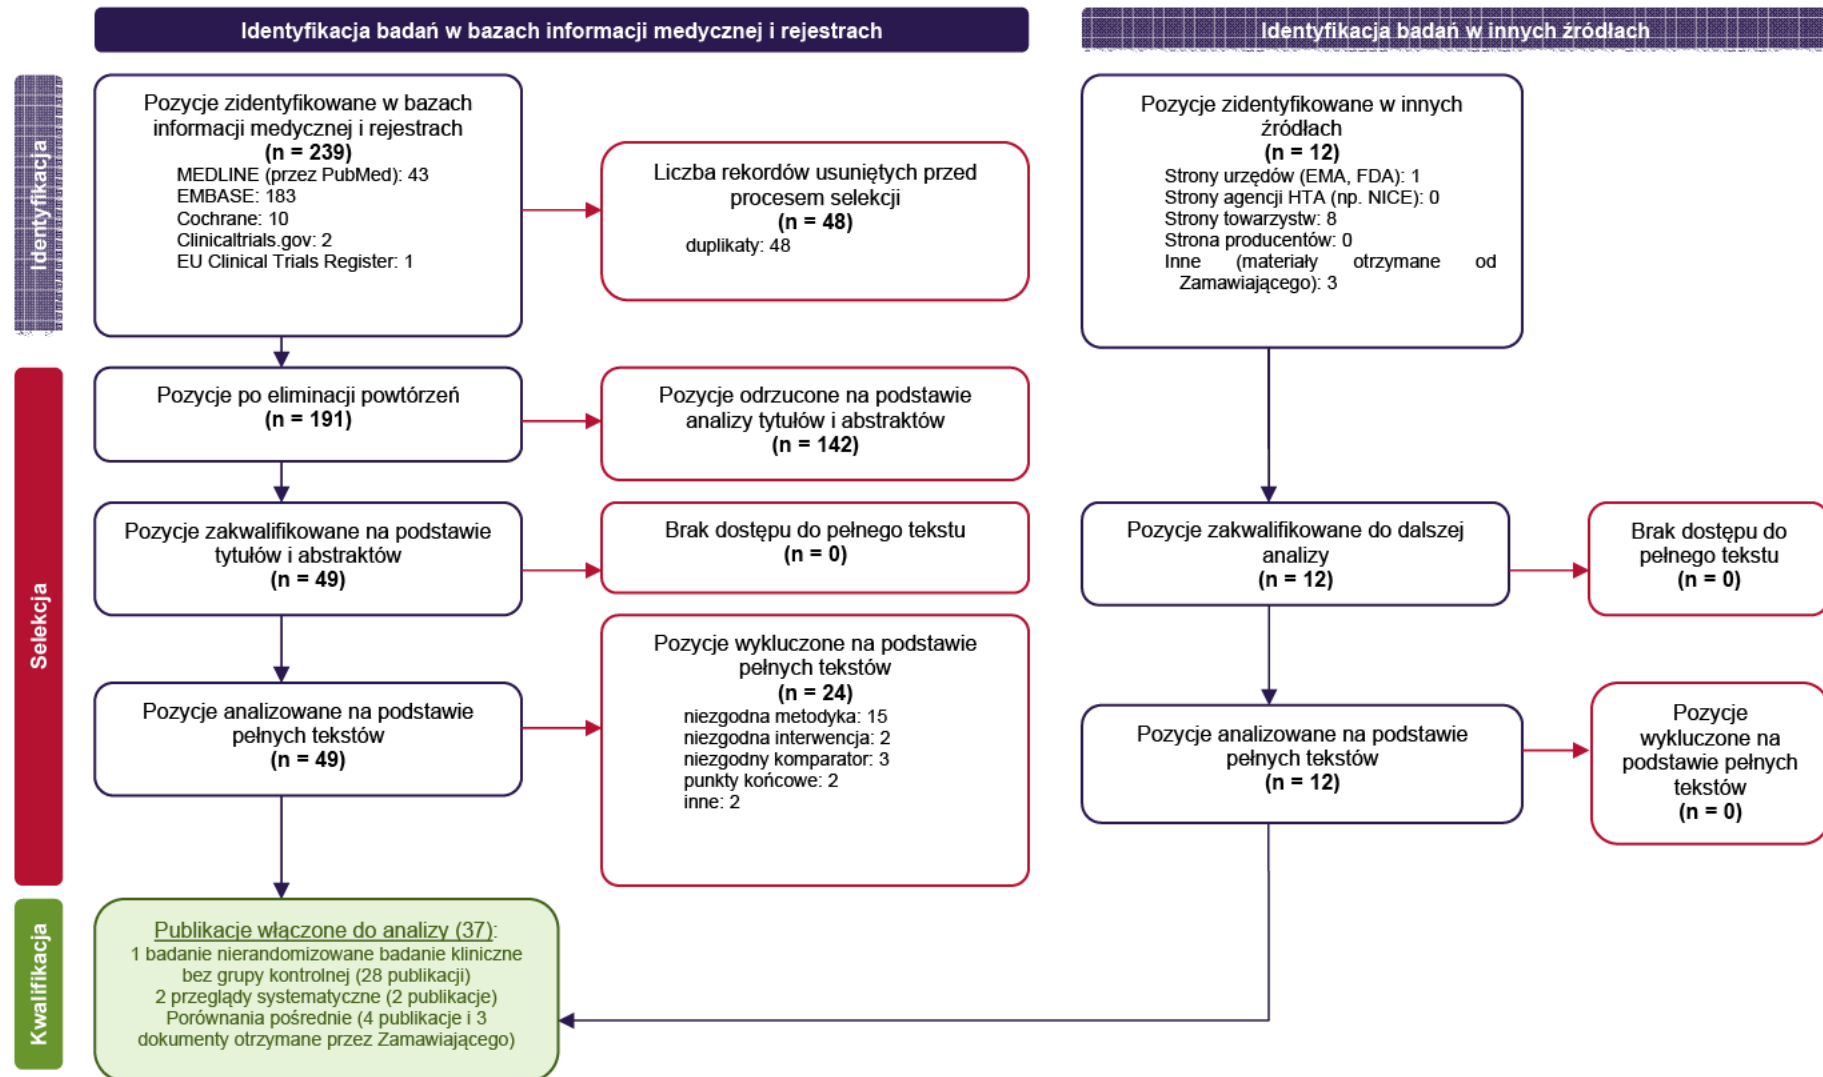 Identyfikacja badań w bazach informacji medycznej i rejestrach
Identyfikacja badań w innych źródłach
Identyfikacja
Pozycje zidentyfikowane w bazach
informacji medycznej i rejestrach
(n = 239)
MEDLINE (przez PubMed): 43
EMBASE: 183
Cochrane: 10
Clinicaltrials.gov: 2
EU Clinical Trials Register: 1
Liczba rekordów usuniętych przed
procesem selekcji
(n = 48)
duplikaty: 48
Pozycje zidentyfikowane w innych
źródłach
(n = 12)
Strony urzędów (EMA, FDA): 1
Strony agencji HTA (np. NICE): 0
Strony towarzystw: 8
Strona producentów: 0
Inne (materiały otrzymane od
Zamawiającego): 3
Selekcja
Pozycje po eliminacji powtórzeń
(n = 191)
Pozycje odrzucone na podstawie
analizy tytułów i abstraktów
(n = 142)
Pozycje zakwalifikowane na podstawie
tytułów i abstraktów
(n = 49)
Brak dostępu do pełnego tekstu
(n = 0)
Pozycje zakwalifikowane do dalszej
analizy
(n = 12)
Brak dostępu do
pełnego tekstu
(n = 0)
Pozycje analizowane na podstawie
pełnych tekstów
(n = 49)
Pozycje wykluczone na podstawie
pełnych tekstów
(n = 24)
niezgodna metodyka: 15
niezgodna interwencja: 2
niezgodny komparator: 3
punkty końcowe: 2
inne: 2
Pozycje analizowane na podstawie
pełnych tekstów
(n = 12)
Pozycje
wykluczone na
podstawie pełnych
tekstów
(n = 0)
Kwalifikacja
Publikacje włączone do analizy (37):
1 badanie nierandomizowane badanie kliniczne
bez grupy kontrolnej (28 publikacji)
2 przeglądy systematyczne (2 publikacje)
Porównania pośrednie (4 publikacje i 3
dokumenty otrzymane przez Zamawiającego)